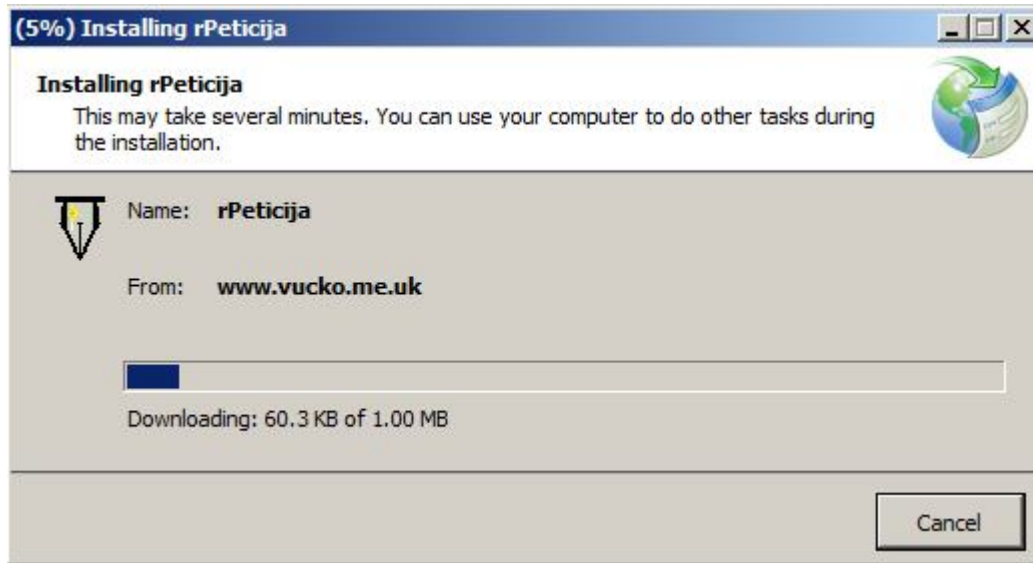 (5%) Installing rPeticija
Installing rPeticija
This may take several minutes. You can use your computer to do other tasks during
the installation.
Name: rPeticija
From: www.vucko.me.uk
Downloading: 60.3 KB of 1.00 MB
Cancel